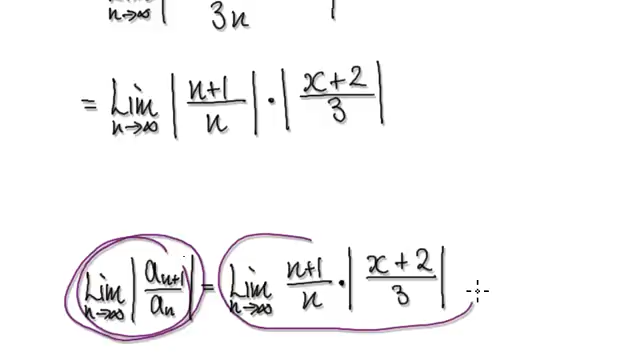 n→∞ | 3n |
= Lim n→∞ | n+1 / n | · | x+2 / 3 |
Lim n→∞ | aₙ₊₁ / aₙ | = Lim n→∞ n+1 / n · | x+2 / 3 |